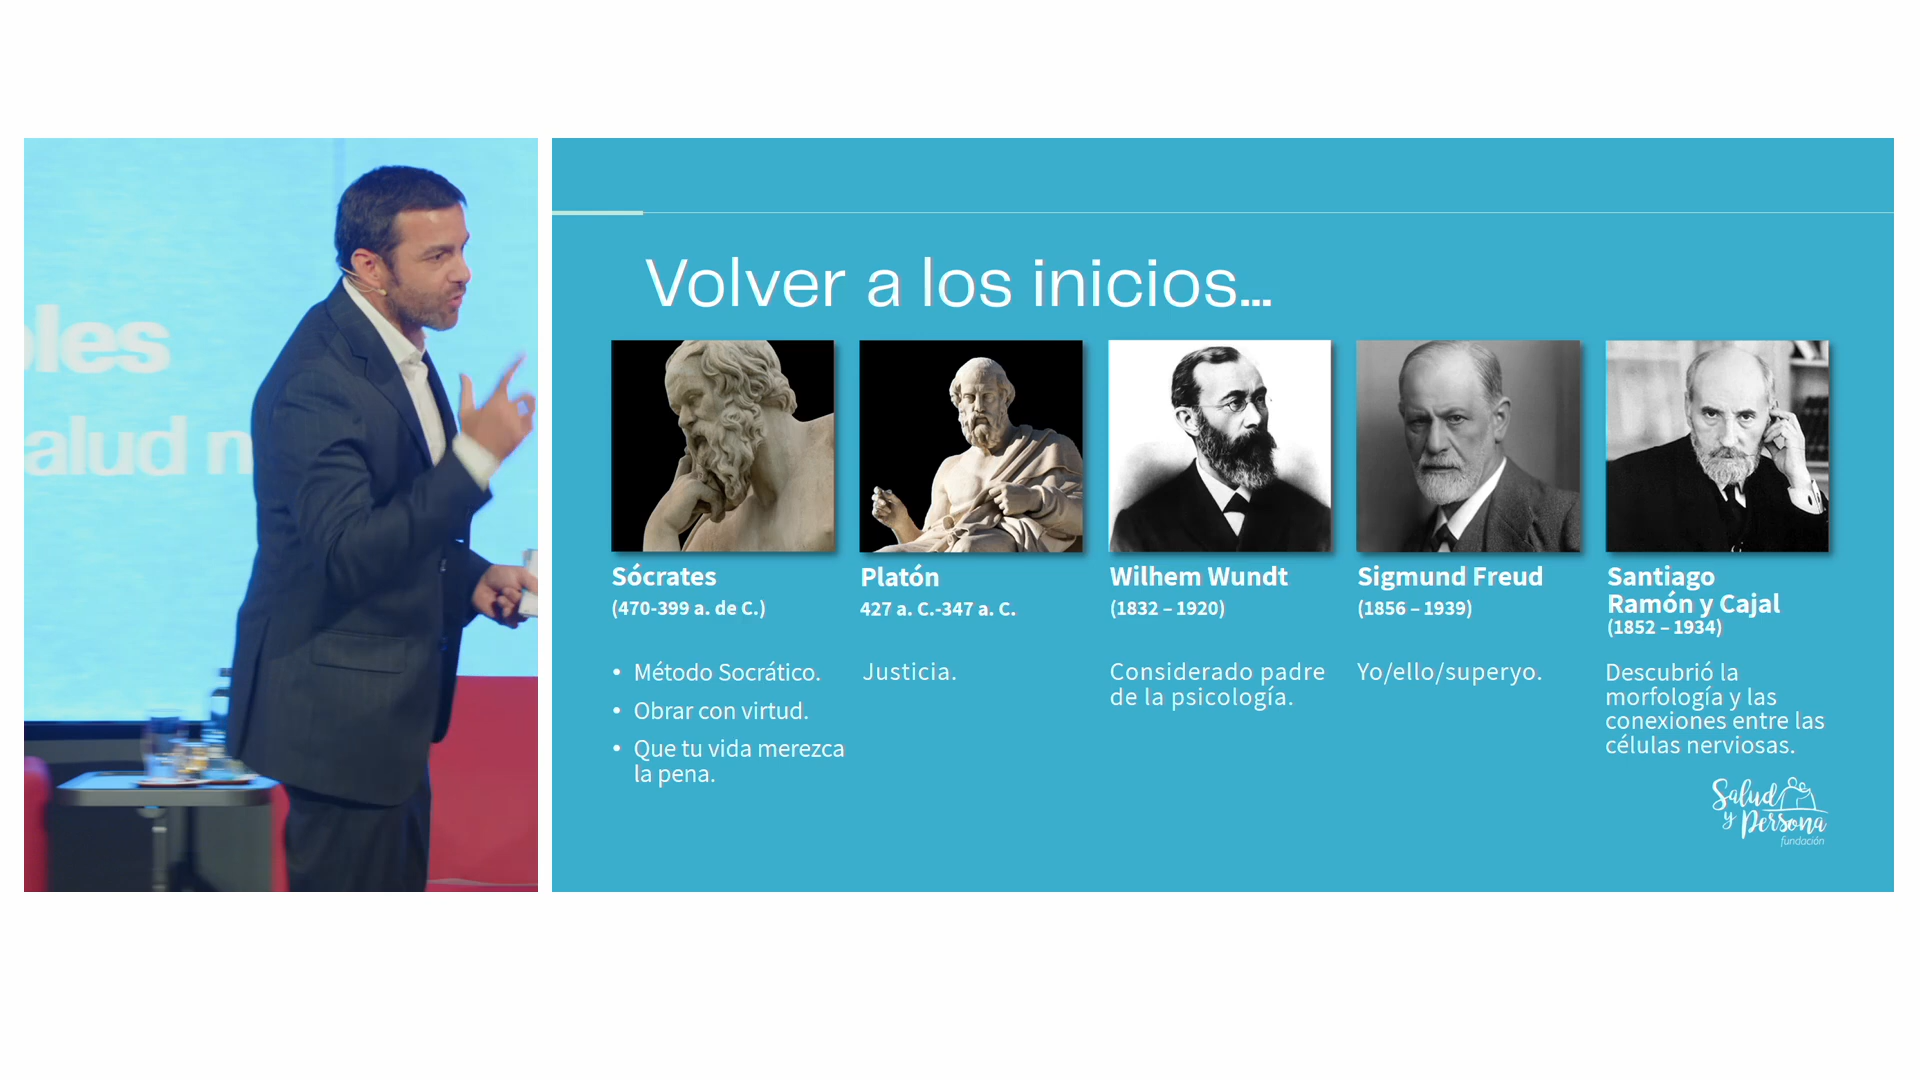 Volver a los inicios...
Sócrates
(470-399 a. de C.)
• Método Socrático.
• Obrar con virtud.
• Que tu vida merezca
la pena.
Platón
427 a. C.-347 a. C.
Justicia.
Wilhem Wundt
(1832 – 1920)
Considerado padre
de la psicología.
Sigmund Freud
(1856 – 1939)
Yo/ello/superyo.
Santiago
Ramón y Cajal
(1852 – 1934)
Descubrió la
morfología y las
conexiones entre las
células nerviosas.
Salud
y Persona
fundación